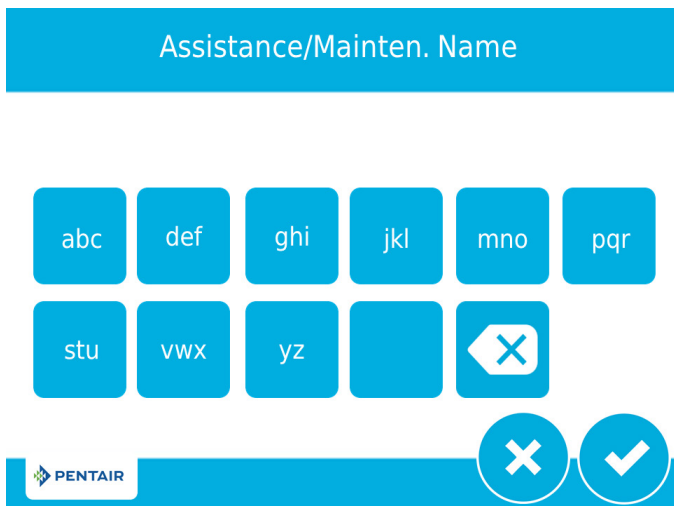 Assistance/Mainten. Name
abc def ghi jkl mno pqr
stu vwx yz
PENTAIR